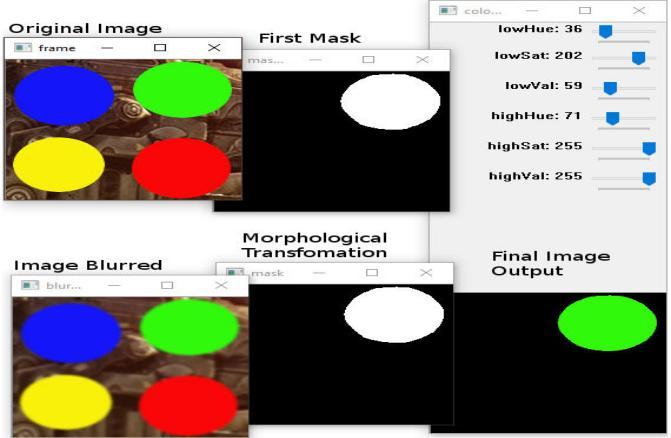 Original Image
frame
First Mask
mas...
colo...
lowHue: 36
lowSat: 202
lowVal: 59
highHue: 71
highSat: 255
highVal: 255
Image Blurred
blur...
Morphological
Transfomation
mask
Final Image
Output